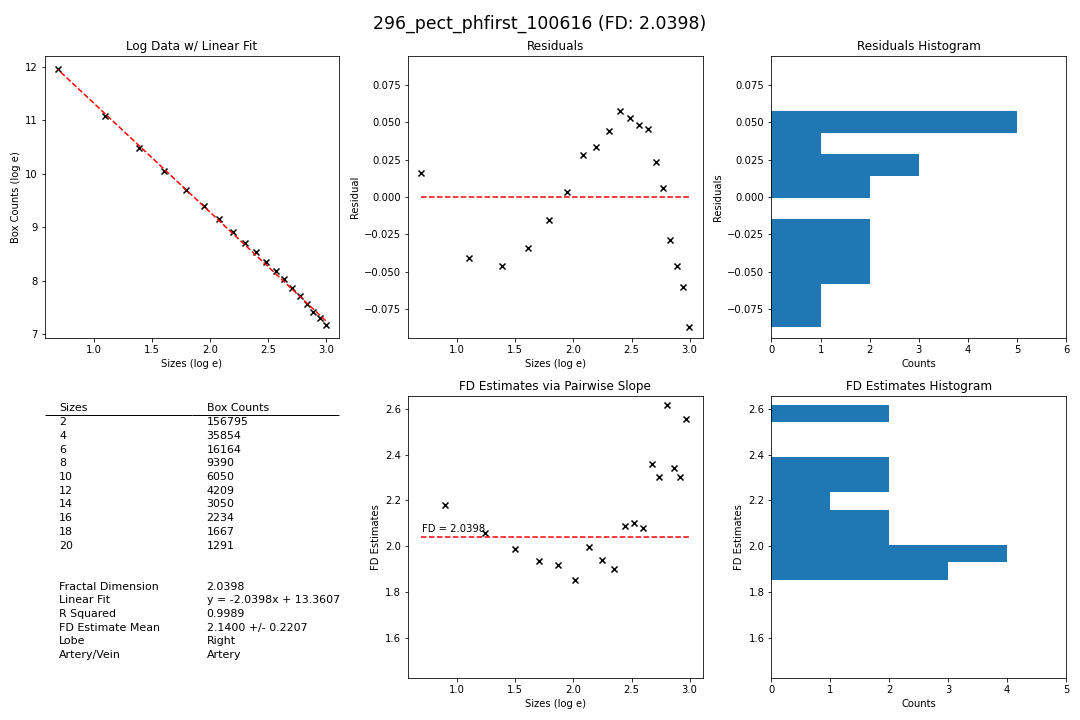 296_pect_phfirst_100616 (FD: 2.0398)
Log Data w/ Linear Fit
Box Counts (log e)
12
11
10
9
8
7
1.0 1.5 2.0 2.5 3.0
Sizes (log e)
Residuals
Residual
0.075
0.050
0.025
0.000
−0.025
−0.050
−0.075
1.0 1.5 2.0 2.5 3.0
Sizes (log e)
Residuals Histogram
Residuals
0.075
0.050
0.025
0.000
−0.025
−0.050
−0.075
0 1 2 3 4 5 6
Counts
Sizes Box Counts
2 156795
4 35854
6 16164
8 9390
10 6050
12 4209
14 3050
16 2234
18 1667
20 1291
Fractal Dimension 2.0398
Linear Fit y = -2.0398x + 13.3607
R Squared 0.9989
FD Estimate Mean 2.1400 +/- 0.2207
Lobe Right
Artery/Vein Artery
FD Estimates via Pairwise Slope
FD Estimates
2.6
2.4
2.2
2.0
1.8
1.6
FD = 2.0398
1.0 1.5 2.0 2.5 3.0
Sizes (log e)
FD Estimates Histogram
FD Estimates
2.6
2.4
2.2
2.0
1.8
1.6
0 1 2 3 4 5
Counts